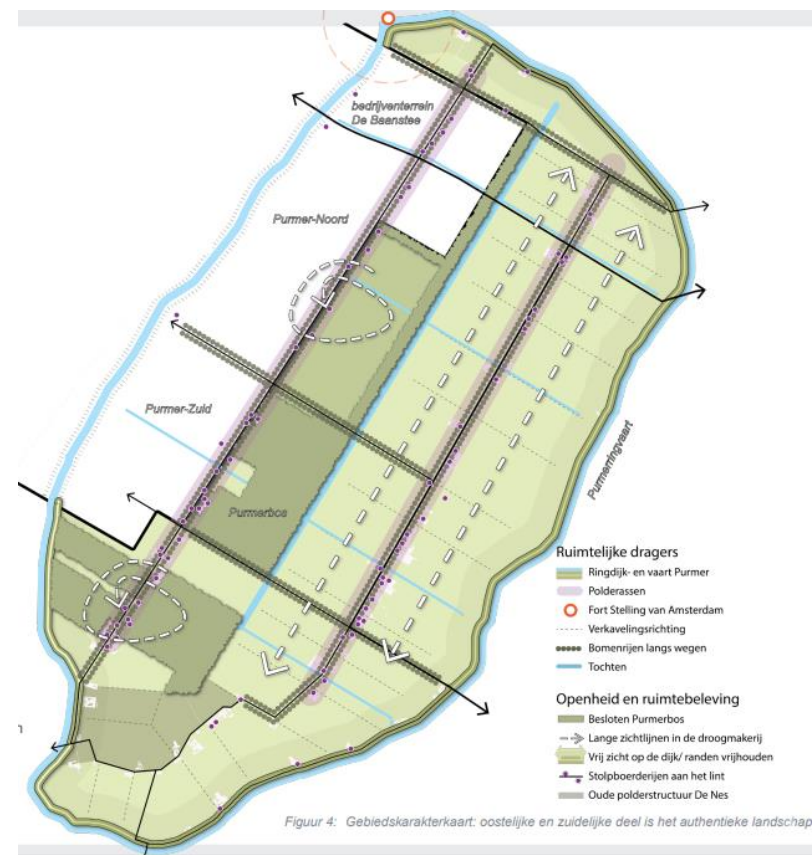 bedrijventerrein
De Baanstee
Purmer-Noord
Purmer-Zuid
Purmerbos
Purmerringvaart
Ruimtelijke dragers
Ringdijk- en vaart Purmer
Polderassen
Fort Stelling van Amsterdam
Verkavelingsrichting
Bomenrijen langs wegen
Tochten
Openheid en ruimtebeleving
Besloten Purmerbos
Lange zichtlijnen in de droogmakerij
Vrij zicht op de dijk/ randen vrijhouden
Stolpboerderijen aan het lint
Oude polderstructuur De Nes
n
Figuur 4: Gebiedskarakterkaart: oostelijke en zuidelijke deel is het authentieke landschap